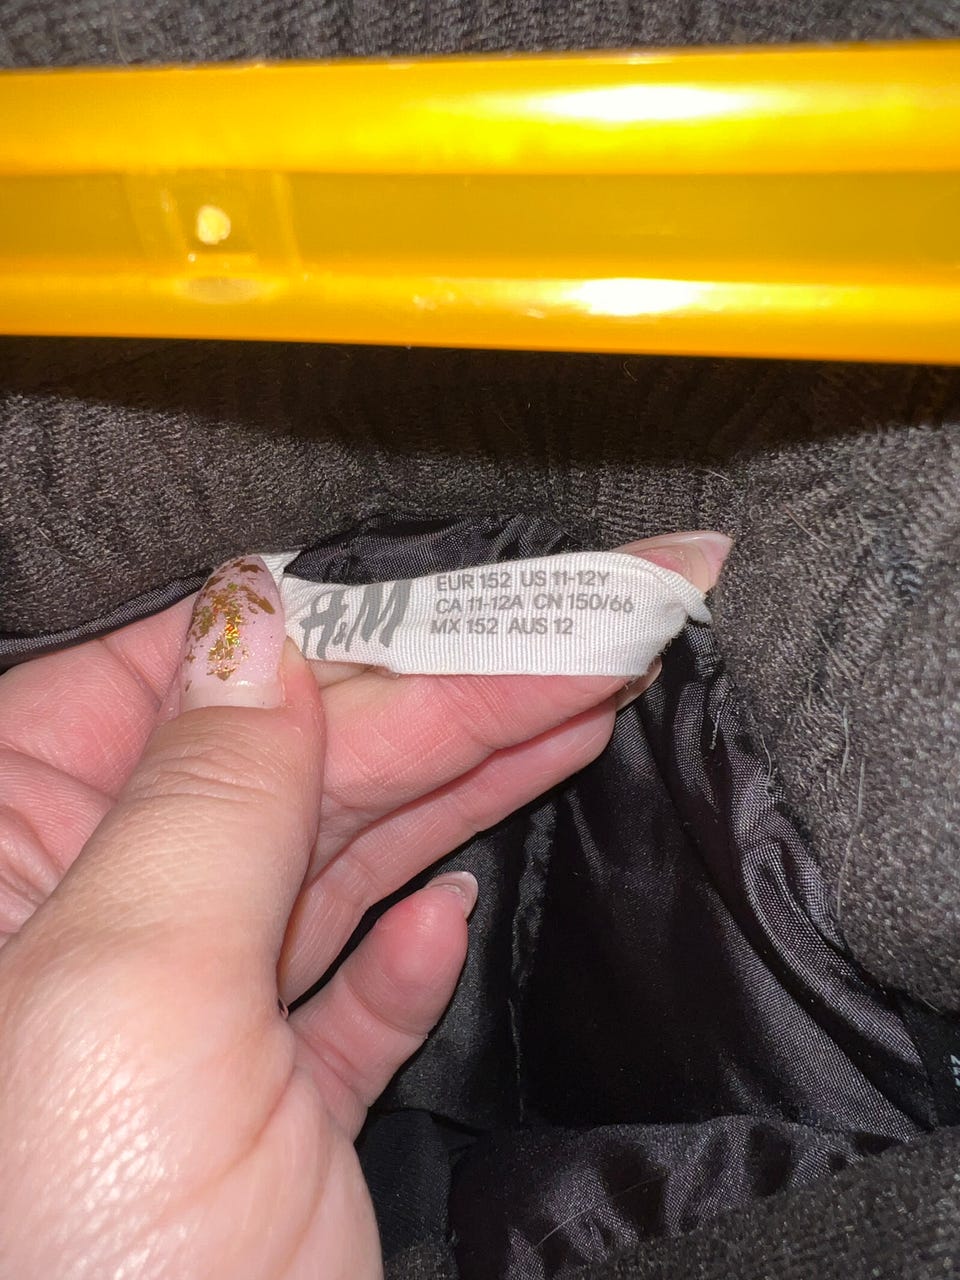 H&M
EUR 152 US 11-12Y
CA 11-12A CN 150/66
MX 152 AUS 12